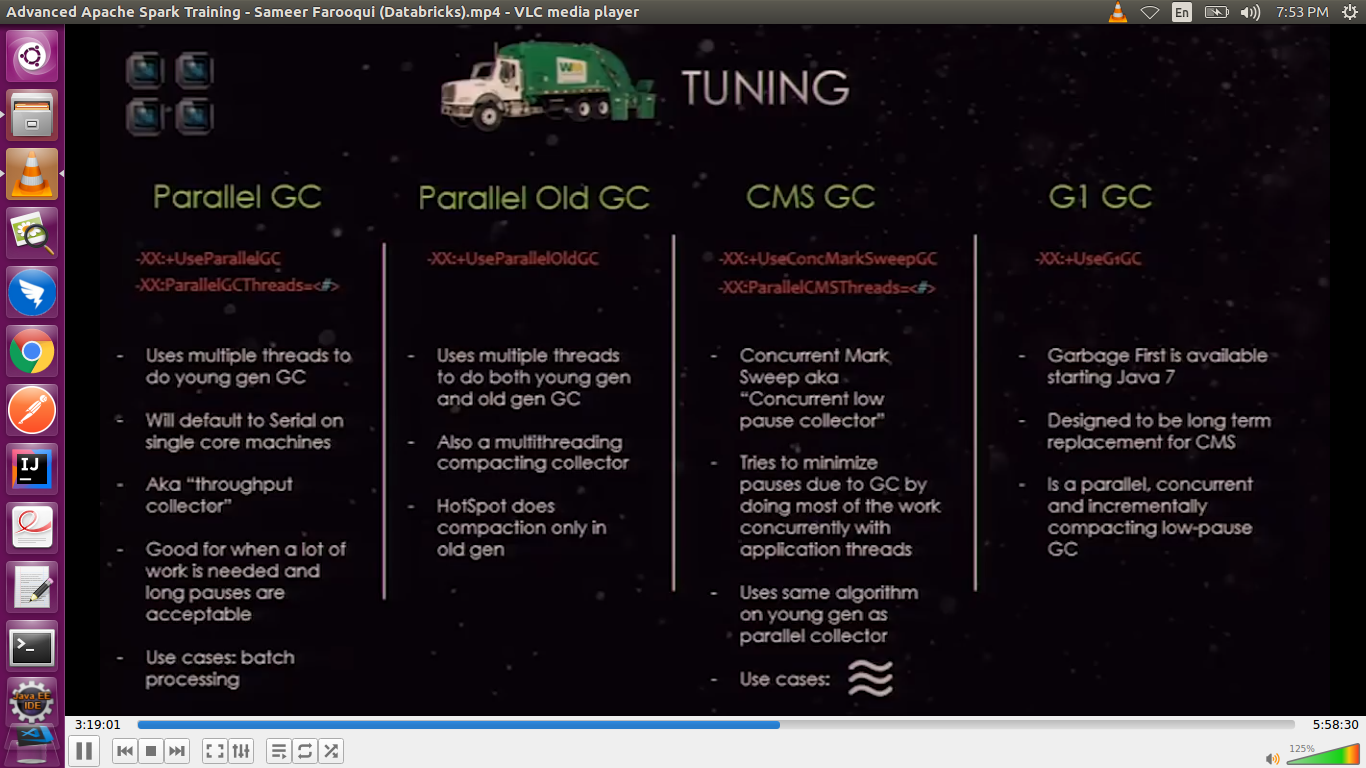 Advanced Apache Spark Training - Sameer Farooqui (Databricks).mp4 - VLC media player
En
7:53 PM
TUNING
Parallel GC
-XX:+UseParallelGC
-XX:ParallelGCThreads=<#>
- Uses multiple threads to
do young gen GC
- Will default to Serial on
single core machines
- Aka “throughput
collector”
- Good for when a lot of
work is needed and
long pauses are
acceptable
- Use cases: batch
processing
Parallel Old GC
-XX:+UseParallelOldGC
- Uses multiple threads
to do both young gen
and old gen GC
- Also a multithreading
compacting collector
- HotSpot does
compaction only in
old gen
CMS GC
-XX:+UseConcMarkSweepGC
-XX:ParallelCMSThreads=<#>
- Concurrent Mark
Sweep aka
“Concurrent low
pause collector”
- Tries to minimize
pauses due to GC by
doing most of the work
concurrently with
application threads
- Uses same algorithm
on young gen as
parallel collector
- Use cases:
G1 GC
-XX:+UseG1GC
- Garbage First is available
starting Java 7
- Designed to be long term
replacement for CMS
- Is a parallel, concurrent
and incrementally
compacting low-pause
GC
IJ
Java EE
IDE
3:19:01
5:58:30
125%